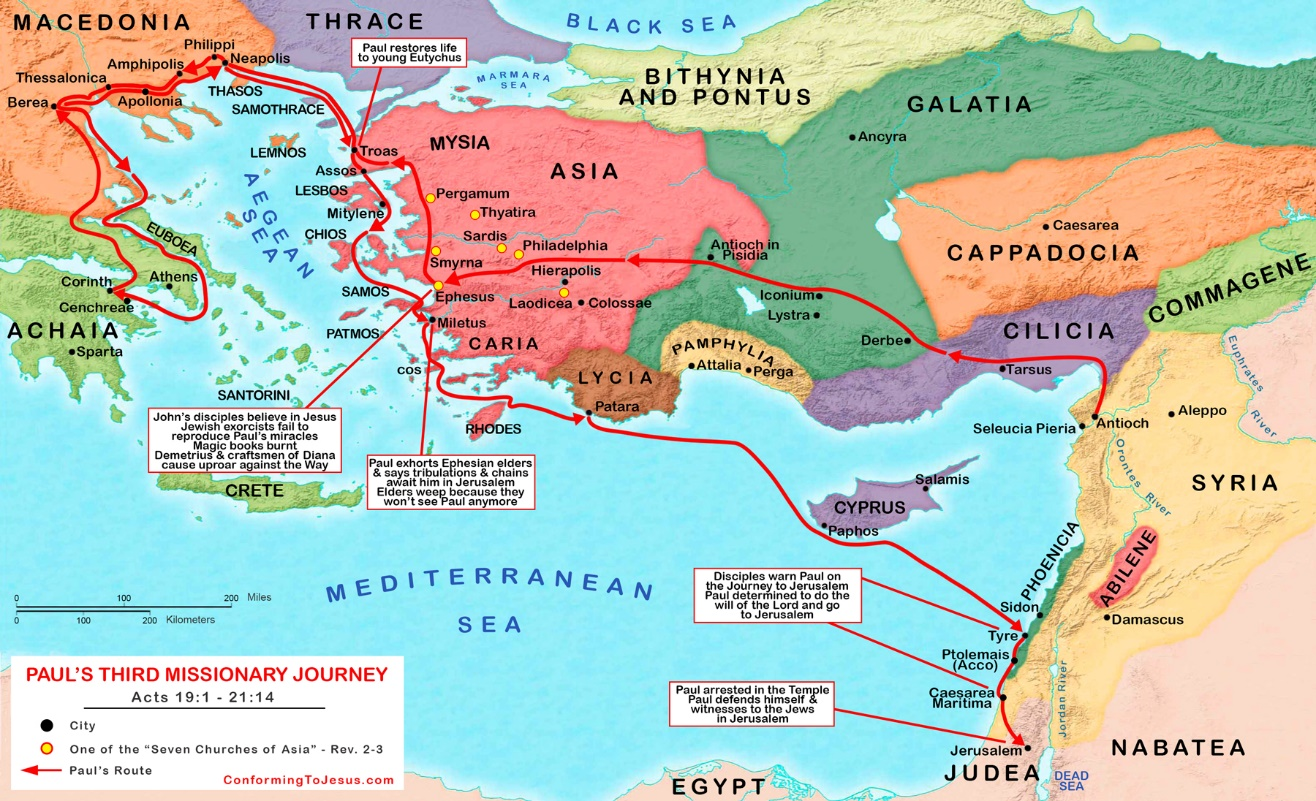 MACEDONIA
THRACE
BLACK SEA
Philippi
Neapolis
Amphipolis
Thessalonica
Berea
Apollonia
THASOS
SAMOTHRACE
Paul restores life
to young Eutychus
MARMARA
SEA
BITHYNIA
AND PONTUS
GALATIA
Ancyra
LEMNOS
Troas
MYSIA
ASIA
Assos
LESBOS
Mitylene
AEGEAN
SEA
Pergamum
Thyatira
CHIOS
Sardis
Philadelphia
Smyrna
Hierapolis
Antioch in
Pisidia
Caesarea
CAPPADOCIA
COMMAGENE
EUBOEA
Athens
Corinth
Cenchreae
ACHAIA
Sparta
SAMOS
Ephesus
Laodicea
Colossae
Iconium
Lystra
Derbe
CILICIA
Tarsus
PATMOS
Miletus
CARIA
PAMPHYLIA
Attalia
Perga
COS
LYCIA
Patara
SANTORINI
RHODES
Seleucia Pieria
Antioch
Aleppo
Euphrates
River
Orontes River
SYRIA
John's disciples believe in Jesus
Jewish exorcists fail to
reproduce Paul's miracles
Magic books burnt
Demetrius & craftsmen of Diana
cause uproar against the Way
Paul exhorts Ephesian elders
& says tribulations & chains
await him in Jerusalem
Elders weep because they
won't see Paul anymore
CRETE
Salamis
CYPRUS
Paphos
PHOENICIA
ABILENE
MEDITERRANEAN
SEA
Disciples warn Paul on
the Journey to Jerusalem
Paul determined to do the
will of the Lord and go
to Jerusalem
Sidon
Tyre
Damascus
Ptolemais
(Acco)
Caesarea
Maritima
Jordan River
Paul arrested in the Temple
Paul defends himself &
witnesses to the Jews
in Jerusalem
Jerusalem
JUDEA
DEAD
SEA
NABATEA
EGYPT
0 100 200 Miles
0 100 200 Kilometers
PAUL'S THIRD MISSIONARY JOURNEY
Acts 19:1 - 21:14
City
One of the "Seven Churches of Asia" - Rev. 2-3
Paul's Route
ConformingToJesus.com